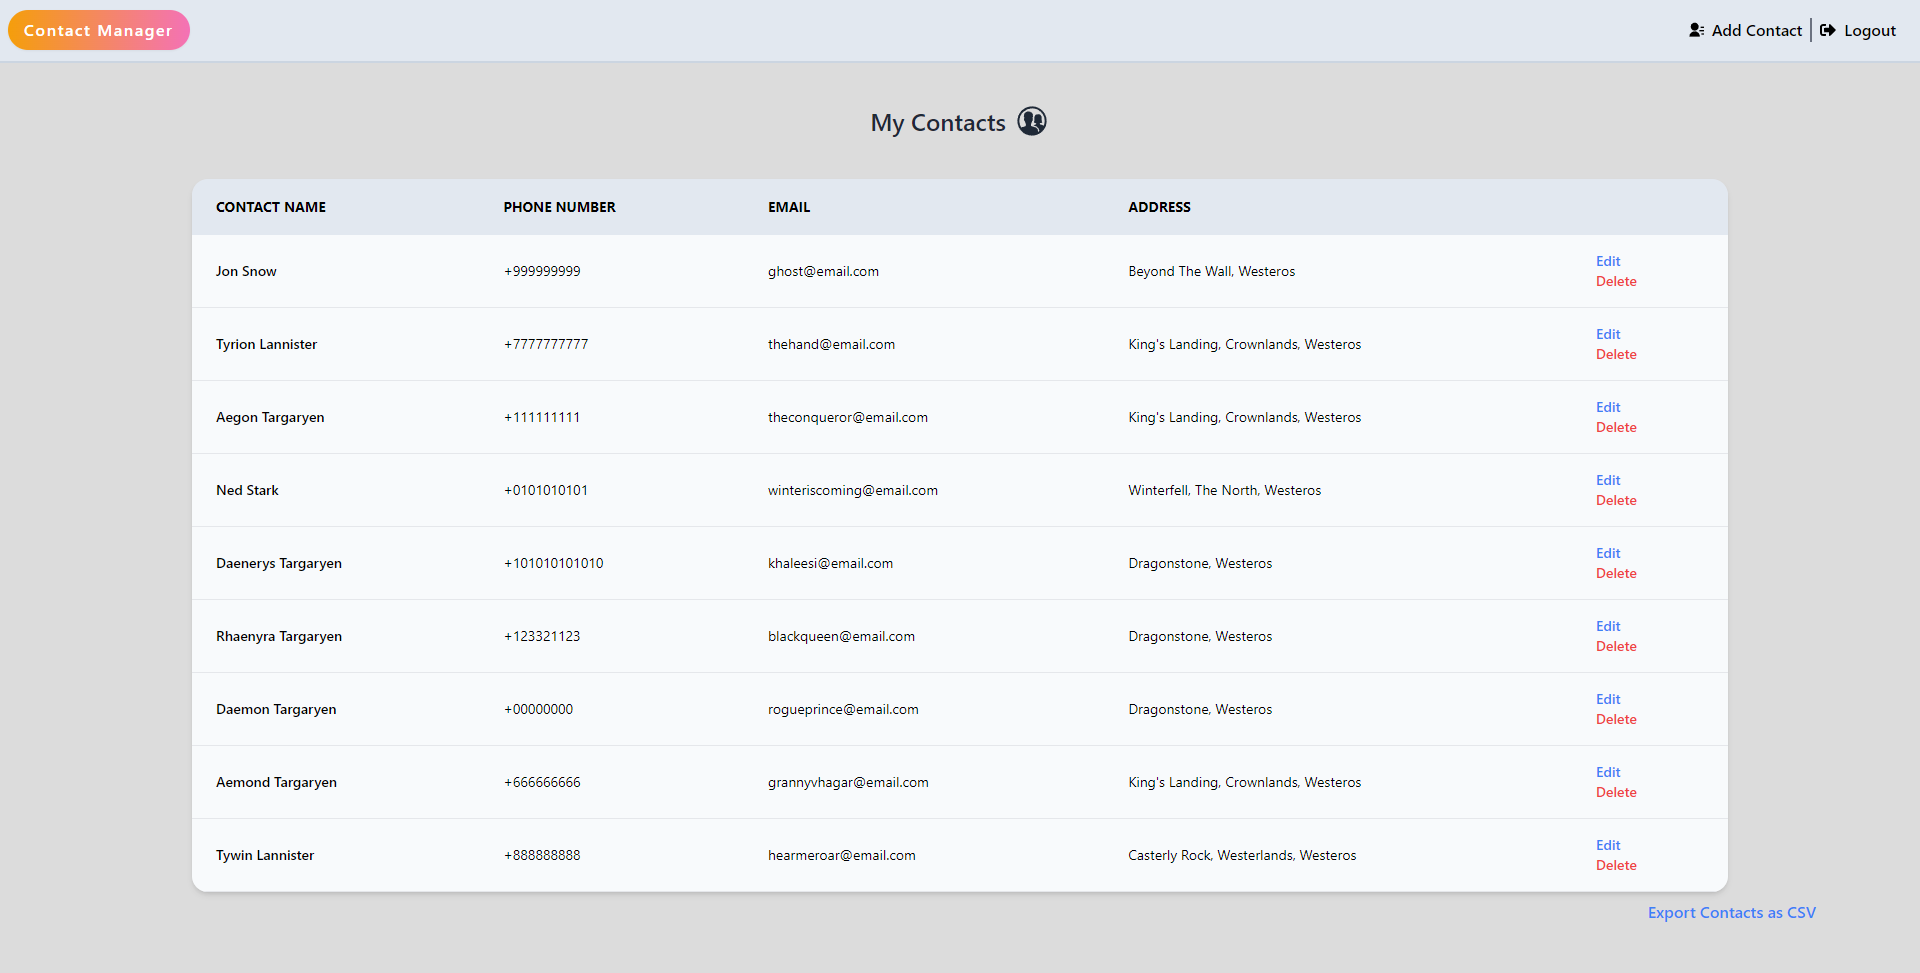 Contact Manager
Add Contact Logout
My Contacts
CONTACT NAME PHONE NUMBER EMAIL ADDRESS
Jon Snow +999999999 ghost@email.com Beyond The Wall, Westeros Edit
Delete
Tyrion Lannister +7777777777 thehand@email.com King's Landing, Crownlands, Westeros Edit
Delete
Aegon Targaryen +111111111 theconqueror@email.com King's Landing, Crownlands, Westeros Edit
Delete
Ned Stark +0101010101 winteriscoming@email.com Winterfell, The North, Westeros Edit
Delete
Daenerys Targaryen +101010101010 khaleesi@email.com Dragonstone, Westeros Edit
Delete
Rhaenyra Targaryen +123321123 blackqueen@email.com Dragonstone, Westeros Edit
Delete
Daemon Targaryen +00000000 rogueprince@email.com Dragonstone, Westeros Edit
Delete
Aemond Targaryen +666666666 grannyvhagar@email.com King's Landing, Crownlands, Westeros Edit
Delete
Tywin Lannister +888888888 hearmeroar@email.com Casterly Rock, Westerlands, Westeros Edit
Delete
Export Contacts as CSV